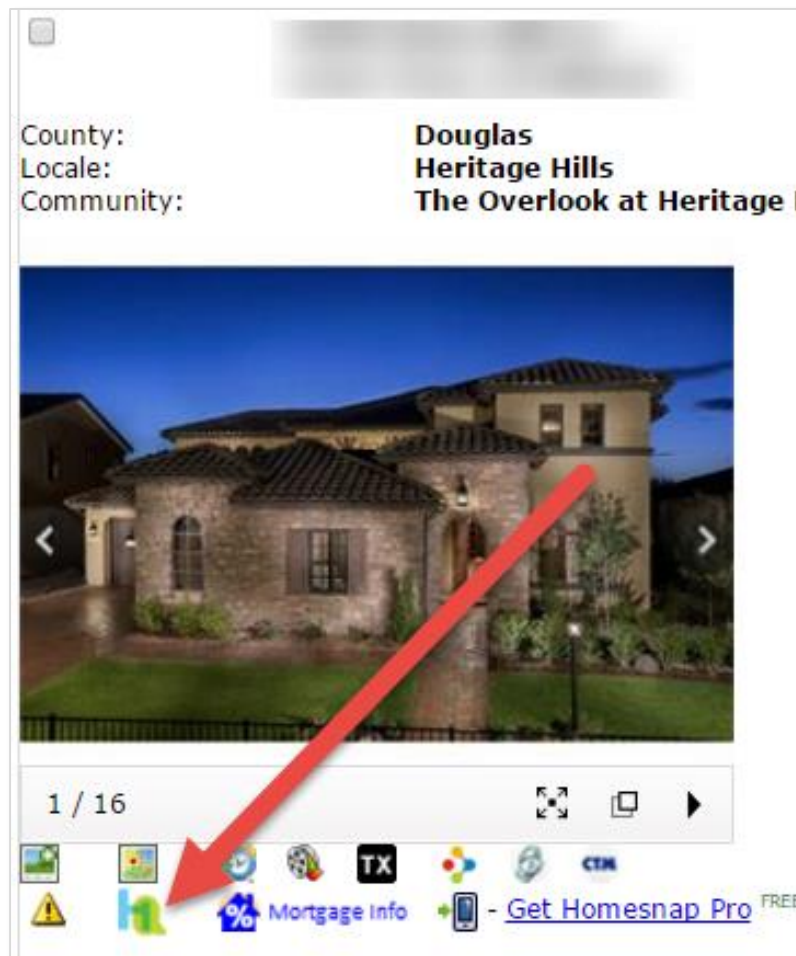 County: Douglas
Locale: Heritage Hills
Community: The Overlook at Heritage
1 / 16
TX CTM
% Mortgage Info - Get Homesnap Pro FREE